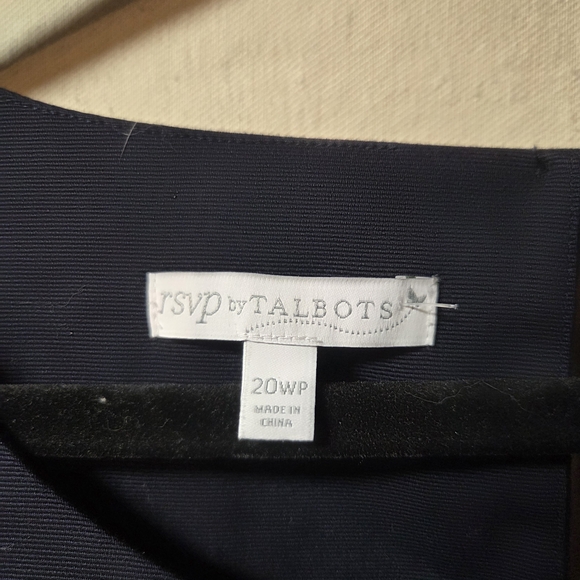 rsvp by TALBOTS
20WP
MADE IN
CHINA